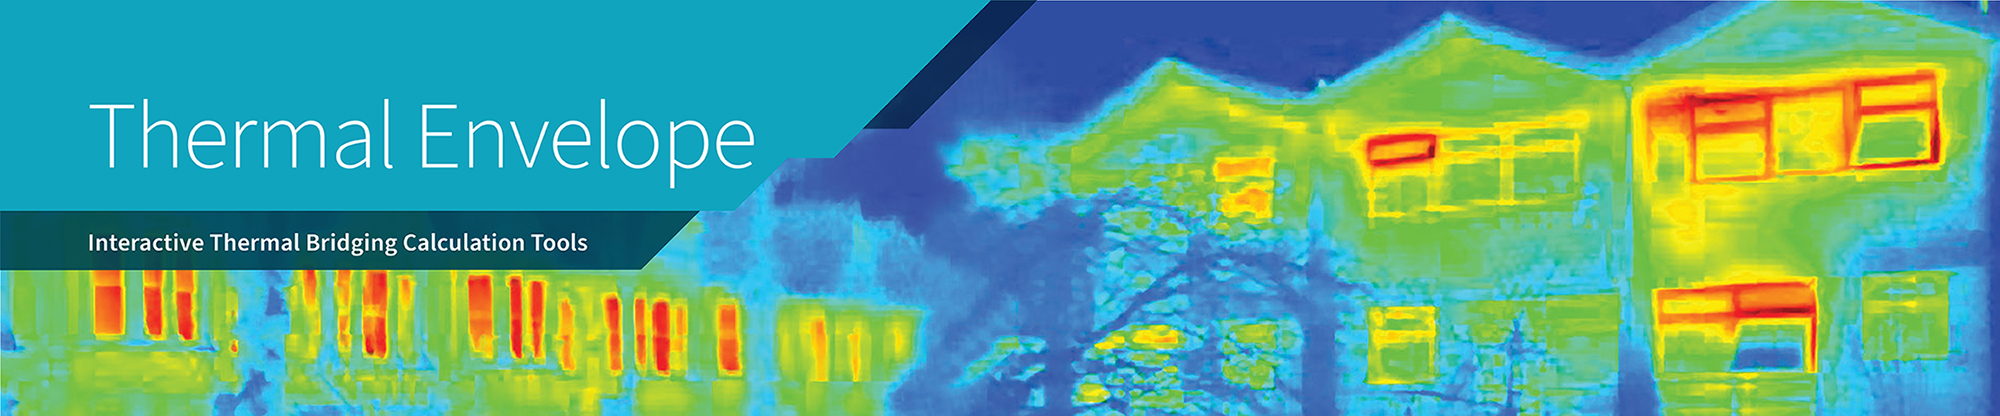 Thermal Envelope
Interactive Thermal Bridging Calculation Tools